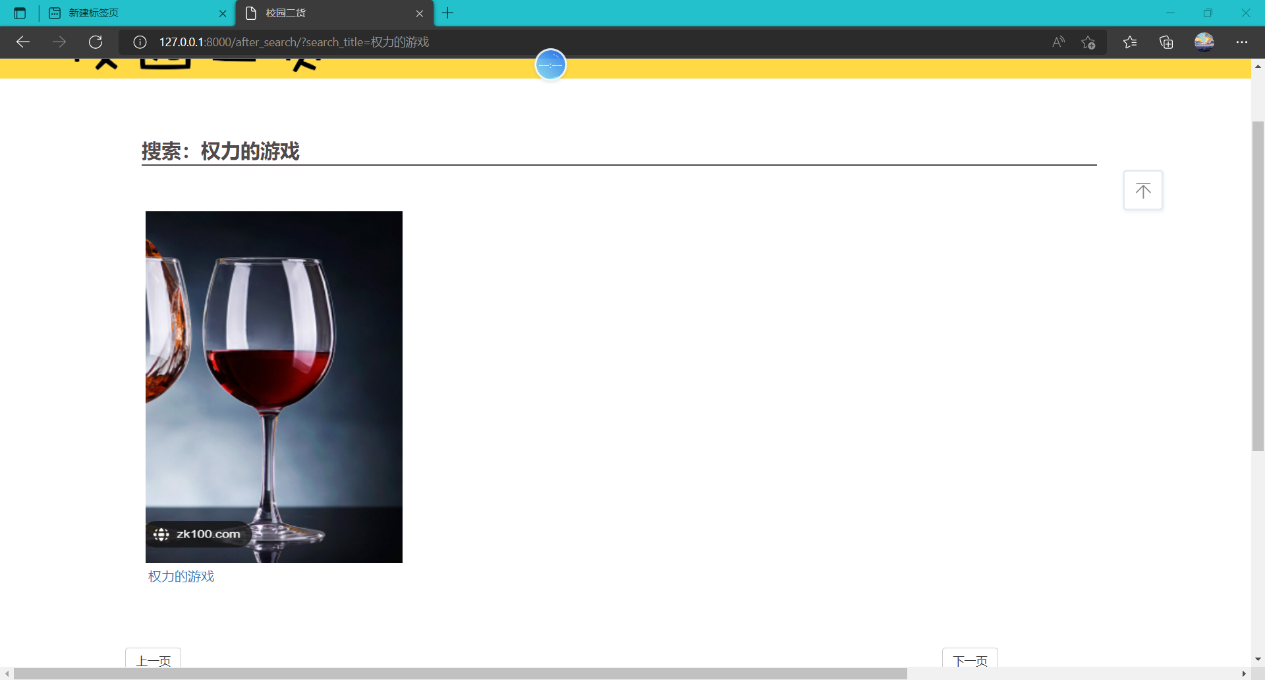 新建标签页
校园二货
127.0.0.1:8000/after_search/?search_title=权力的游戏
搜索：权力的游戏
zk100.com
权力的游戏
上一页
下一页